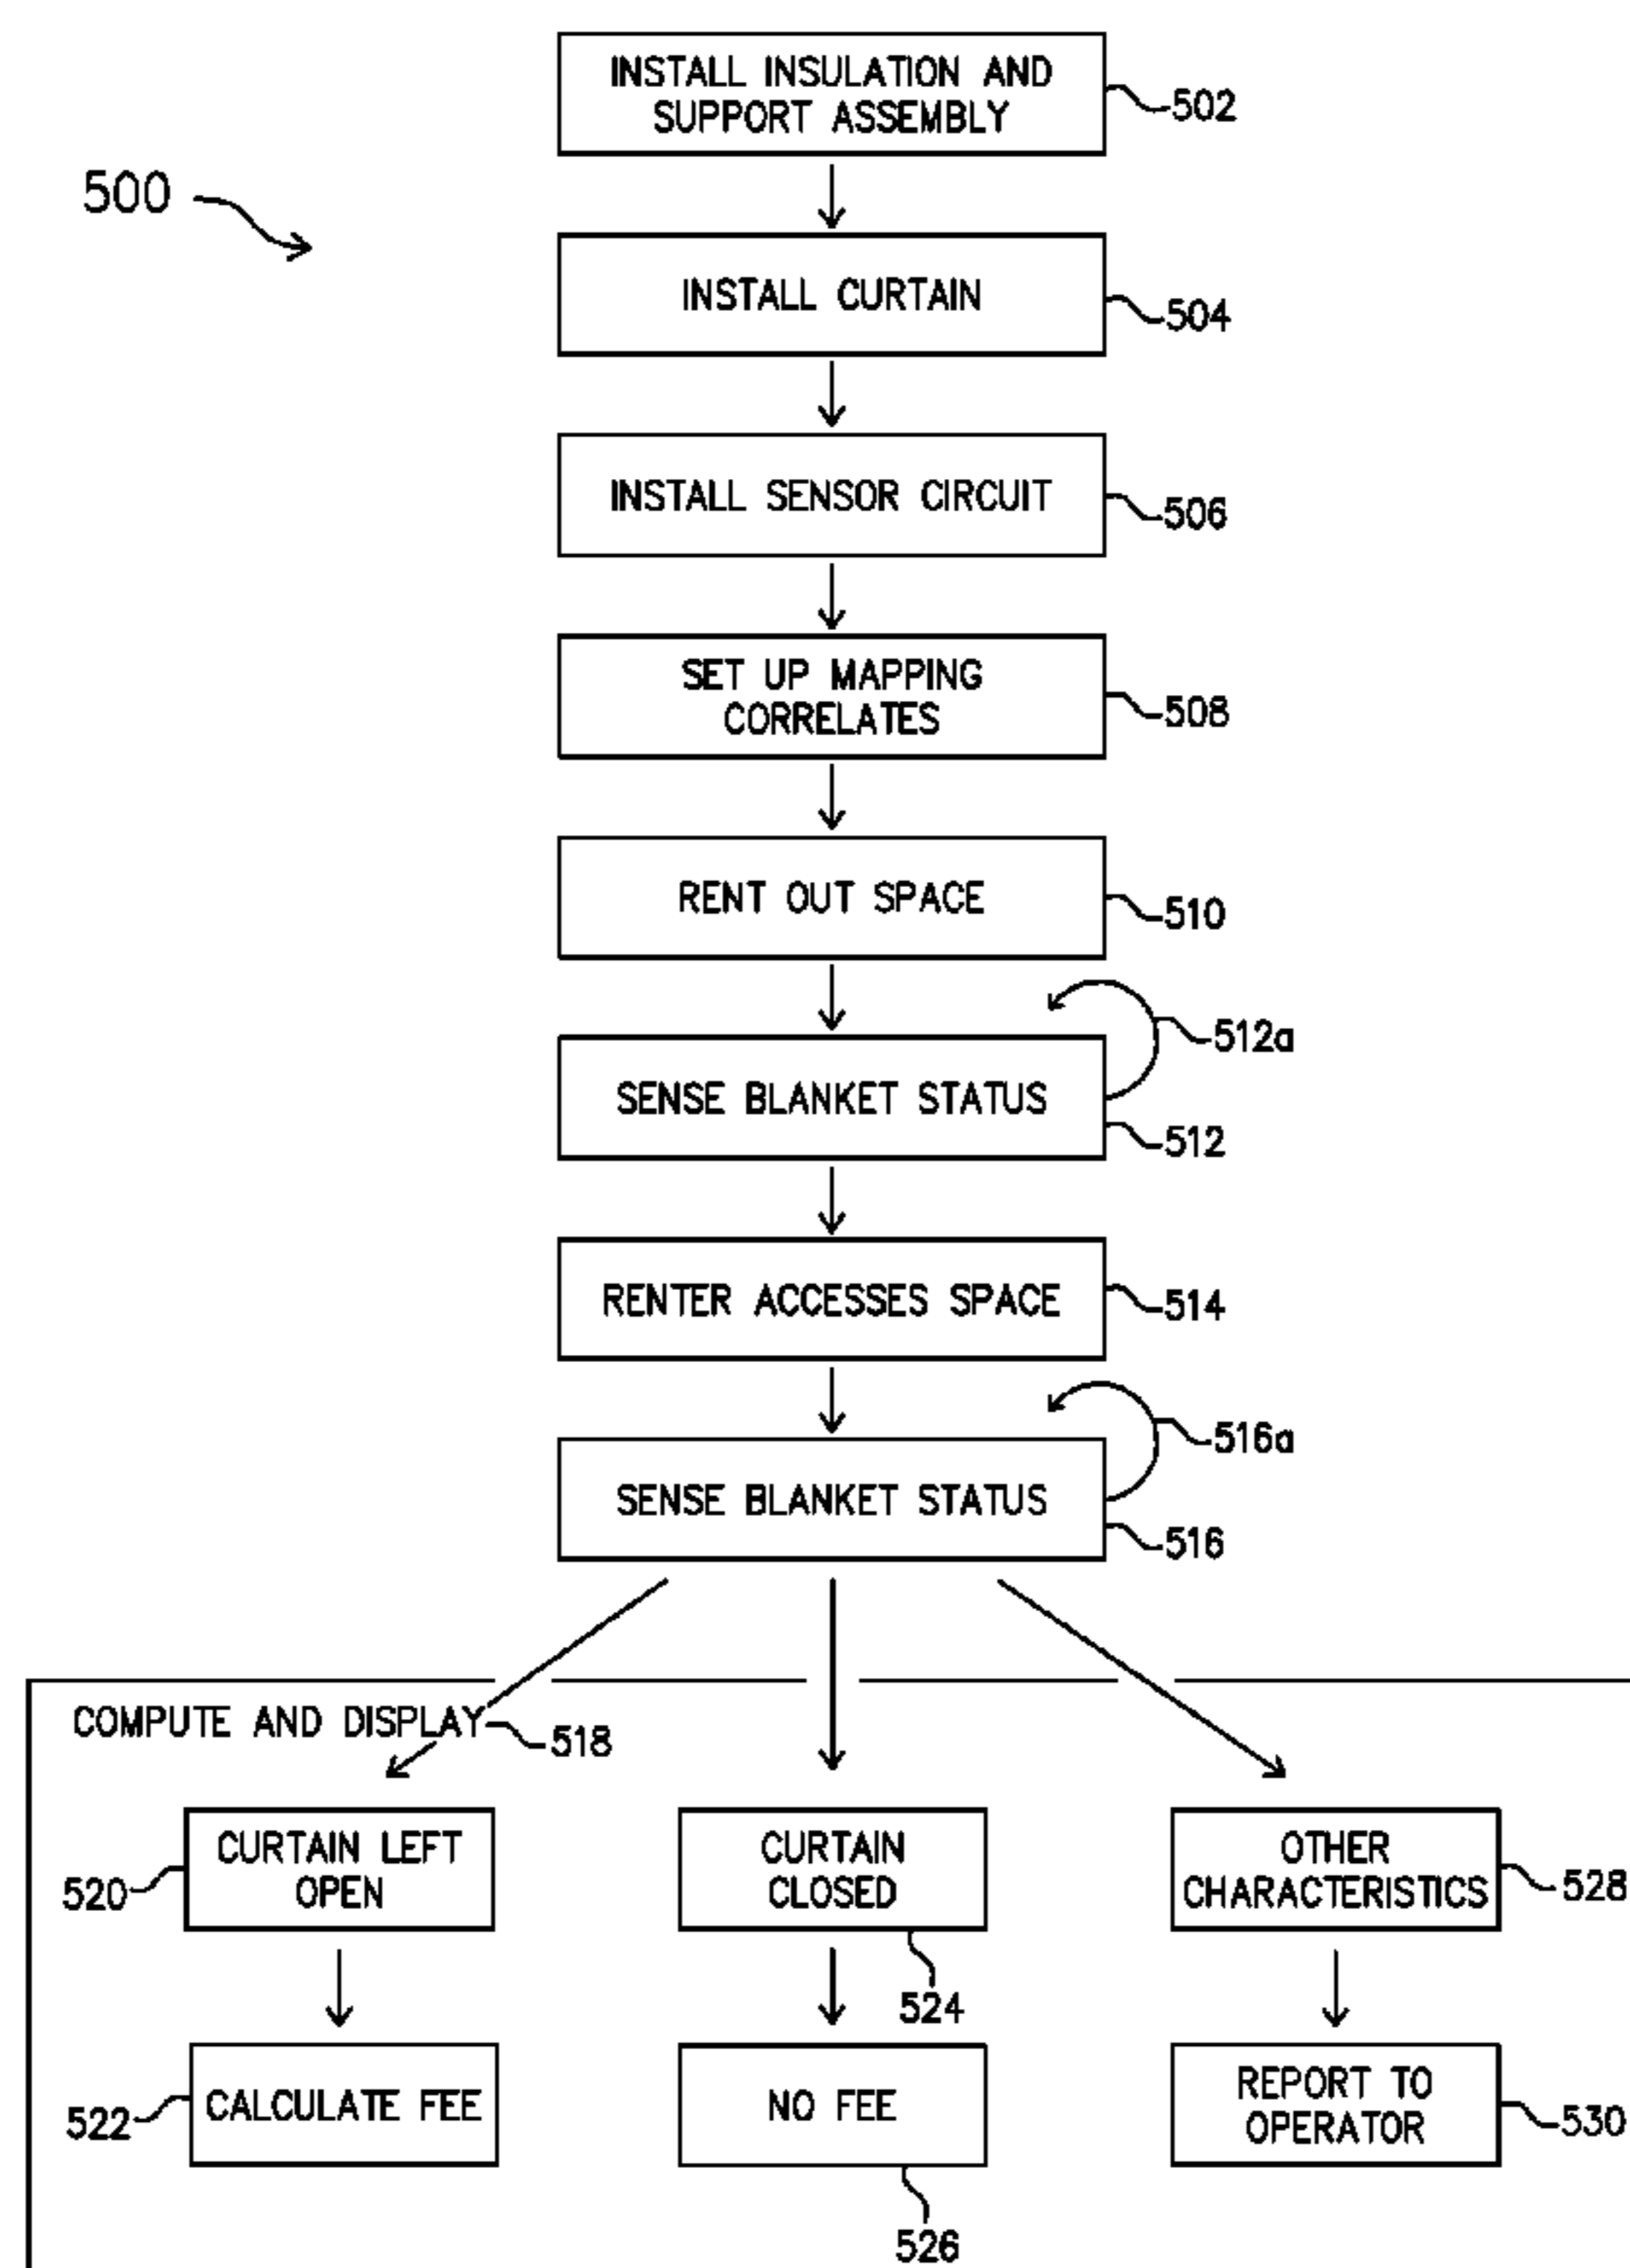 INSTALL INSULATION AND
SUPPORT ASSEMBLY
502
500
INSTALL CURTAIN
504
INSTALL SENSOR CIRCUIT
506
SET UP MAPPING
CORRELATES
508
RENT OUT SPACE
510
512a
SENSE BLANKET STATUS
512
RENTER ACCESSES SPACE
514
516a
SENSE BLANKET STATUS
516
COMPUTE AND DISPLAY
518
CURTAIN LEFT
OPEN
520
CURTAIN
CLOSED
524
OTHER
CHARACTERISTICS
528
CALCULATE FEE
522
NO FEE
526
REPORT TO
OPERATOR
530